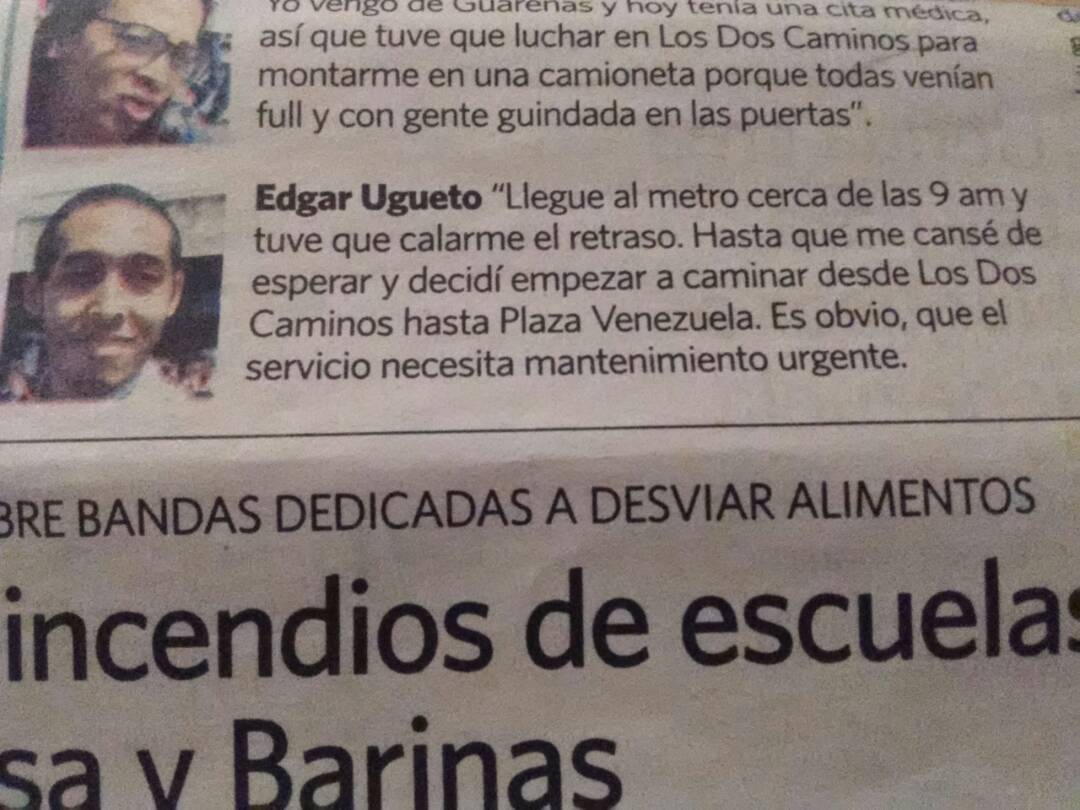 Yo vengo de Guarenas y hoy tenía una cita médica,
así que tuve que luchar en Los Dos Caminos para
montarme en una camioneta porque todas venían
full y con gente guindada en las puertas".
Edgar Ugueto “Llegue al metro cerca de las 9 am y
tuve que calarme el retraso. Hasta que me cansé de
esperar y decidí empezar a caminar desde Los Dos
Caminos hasta Plaza Venezuela. Es obvio, que el
servicio necesita mantenimiento urgente.
BRE BANDAS DEDICADAS A DESVIAR ALIMENTOS
incendios de escuelas
sa y Barinas